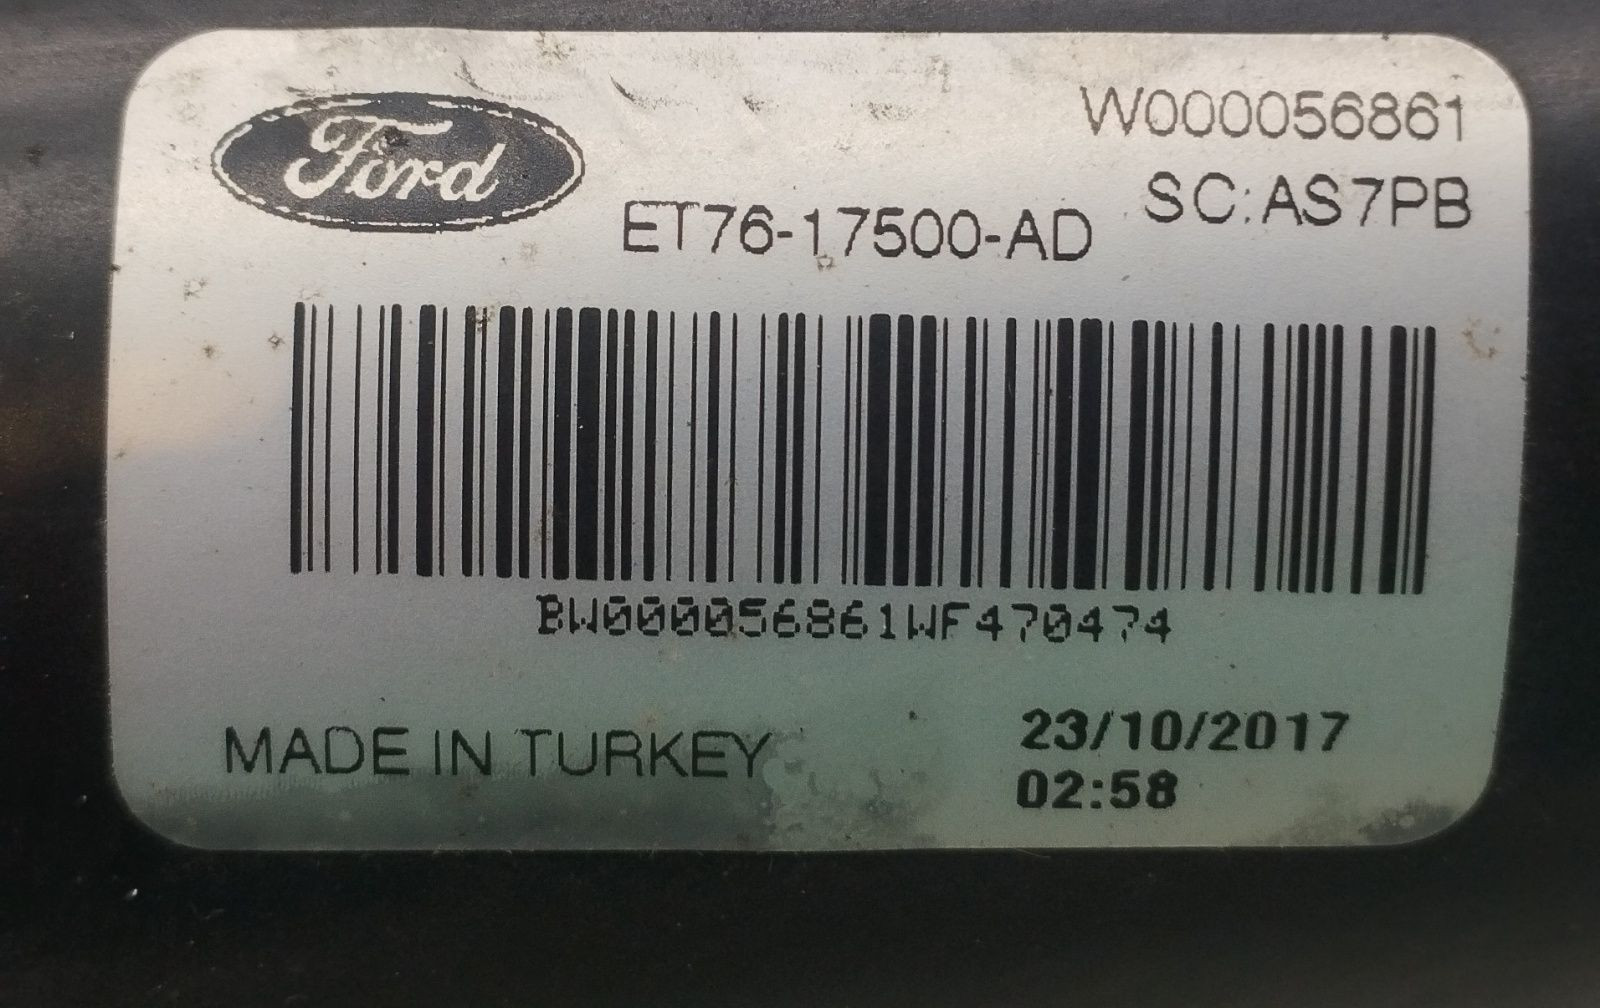 Ford
W000056861
SC:AS7PB
ET76-17500-AD
BW000056861WF470474
MADE IN TURKEY
23/10/2017
02:58